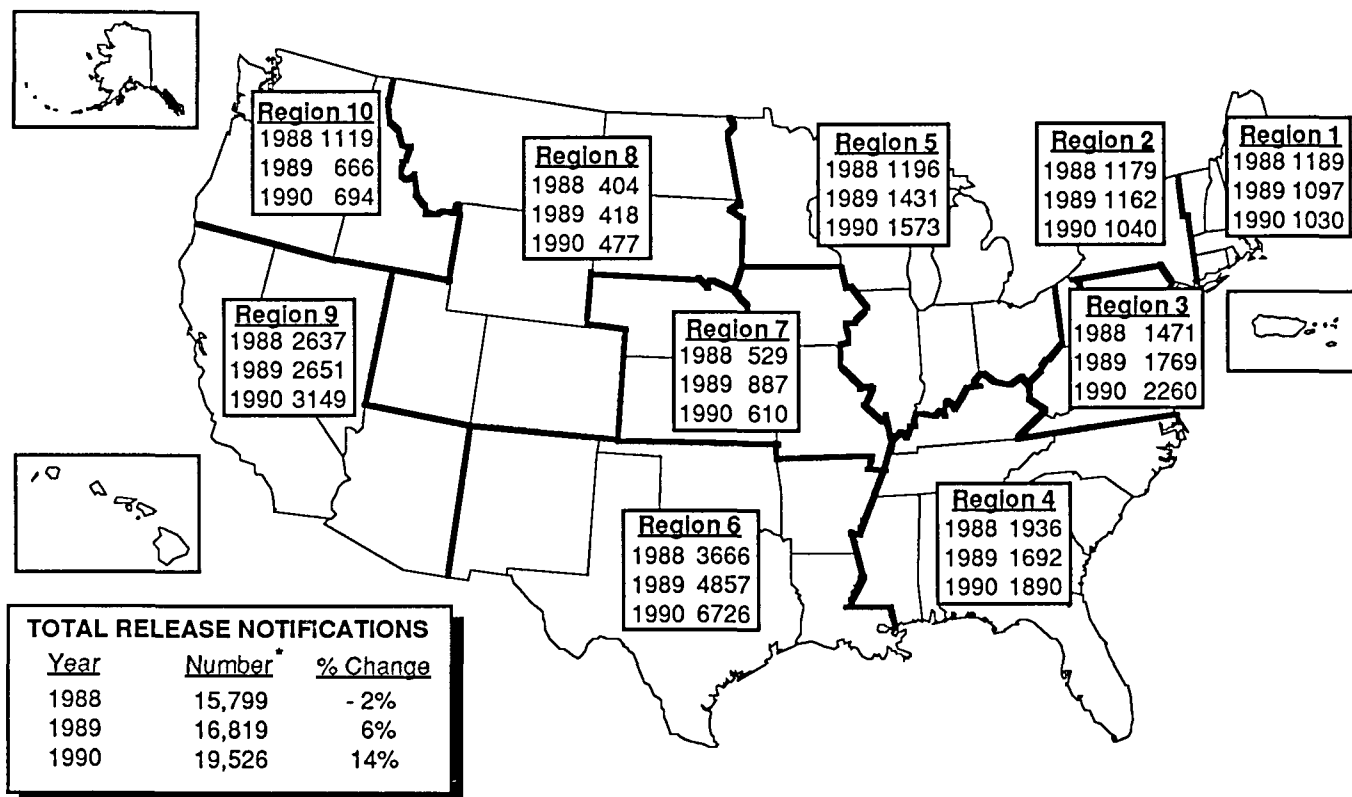 Region 10
1988 1119
1989 666
1990 694
Region 8
1988 404
1989 418
1990 477
Region 5
1988 1196
1989 1431
1990 1573
Region 2
1988 1179
1989 1162
1990 1040
Region 1
1988 1189
1989 1097
1990 1030
Region 9
1988 2637
1989 2651
1990 3149
Region 7
1988 529
1989 887
1990 610
Region 3
1988 1471
1989 1769
1990 2260
Region 6
1988 3666
1989 4857
1990 6726
Region 4
1988 1936
1989 1692
1990 1890
TOTAL RELEASE NOTIFICATIONS
Year Number* % Change
1988 15,799 - 2%
1989 16,819 6%
1990 19,526 14%